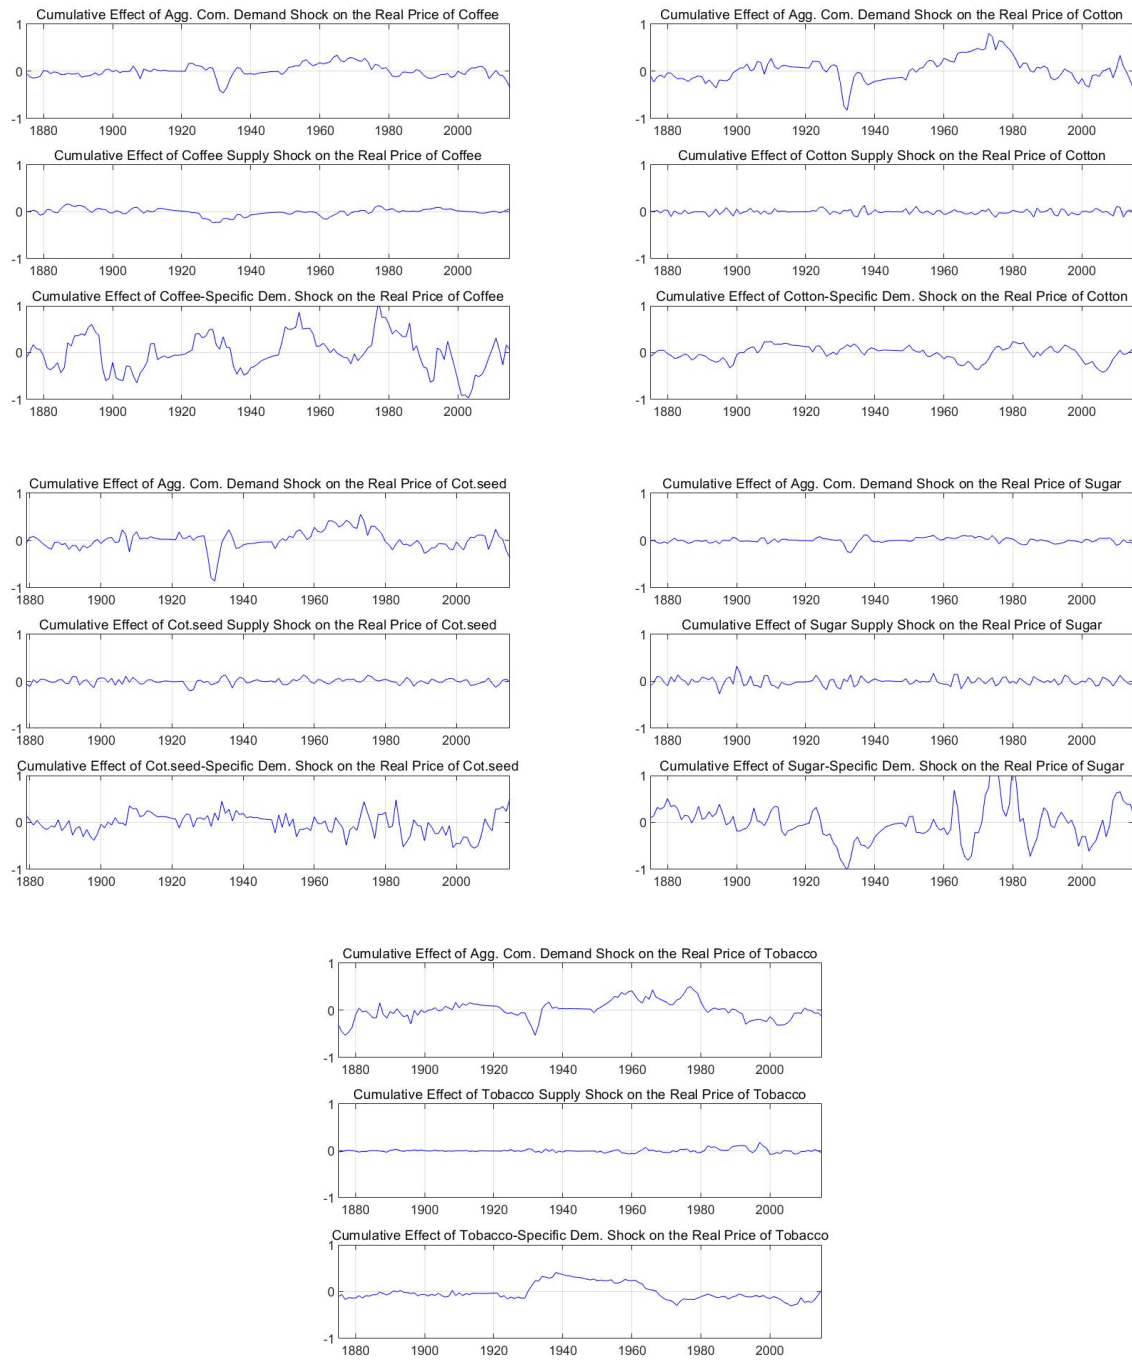 Cumulative Effect of Agg. Com. Demand Shock on the Real Price of Coffee
1
0
-1
1880 1900 1920 1940 1960 1980 2000
Cumulative Effect of Coffee Supply Shock on the Real Price of Coffee
1
0
-1
1880 1900 1920 1940 1960 1980 2000
Cumulative Effect of Coffee-Specific Dem. Shock on the Real Price of Coffee
1
0
-1
1880 1900 1920 1940 1960 1980 2000
Cumulative Effect of Agg. Com. Demand Shock on the Real Price of Cotton
1
0
-1
1880 1900 1920 1940 1960 1980 2000
Cumulative Effect of Cotton Supply Shock on the Real Price of Cotton
1
0
-1
1880 1900 1920 1940 1960 1980 2000
Cumulative Effect of Cotton-Specific Dem. Shock on the Real Price of Cotton
1
0
-1
1880 1900 1920 1940 1960 1980 2000
Cumulative Effect of Agg. Com. Demand Shock on the Real Price of Cot.seed
1
0
-1
1880 1900 1920 1940 1960 1980 2000
Cumulative Effect of Cot.seed Supply Shock on the Real Price of Cot.seed
1
0
-1
1880 1900 1920 1940 1960 1980 2000
Cumulative Effect of Cot.seed-Specific Dem. Shock on the Real Price of Cot.seed
1
0
-1
1880 1900 1920 1940 1960 1980 2000
Cumulative Effect of Agg. Com. Demand Shock on the Real Price of Sugar
1
0
-1
1880 1900 1920 1940 1960 1980 2000
Cumulative Effect of Sugar Supply Shock on the Real Price of Sugar
1
0
-1
1880 1900 1920 1940 1960 1980 2000
Cumulative Effect of Sugar-Specific Dem. Shock on the Real Price of Sugar
1
0
-1
1880 1900 1920 1940 1960 1980 2000
Cumulative Effect of Agg. Com. Demand Shock on the Real Price of Tobacco
1
0
-1
1880 1900 1920 1940 1960 1980 2000
Cumulative Effect of Tobacco Supply Shock on the Real Price of Tobacco
1
0
-1
1880 1900 1920 1940 1960 1980 2000
Cumulative Effect of Tobacco-Specific Dem. Shock on the Real Price of Tobacco
1
0
-1
1880 1900 1920 1940 1960 1980 2000